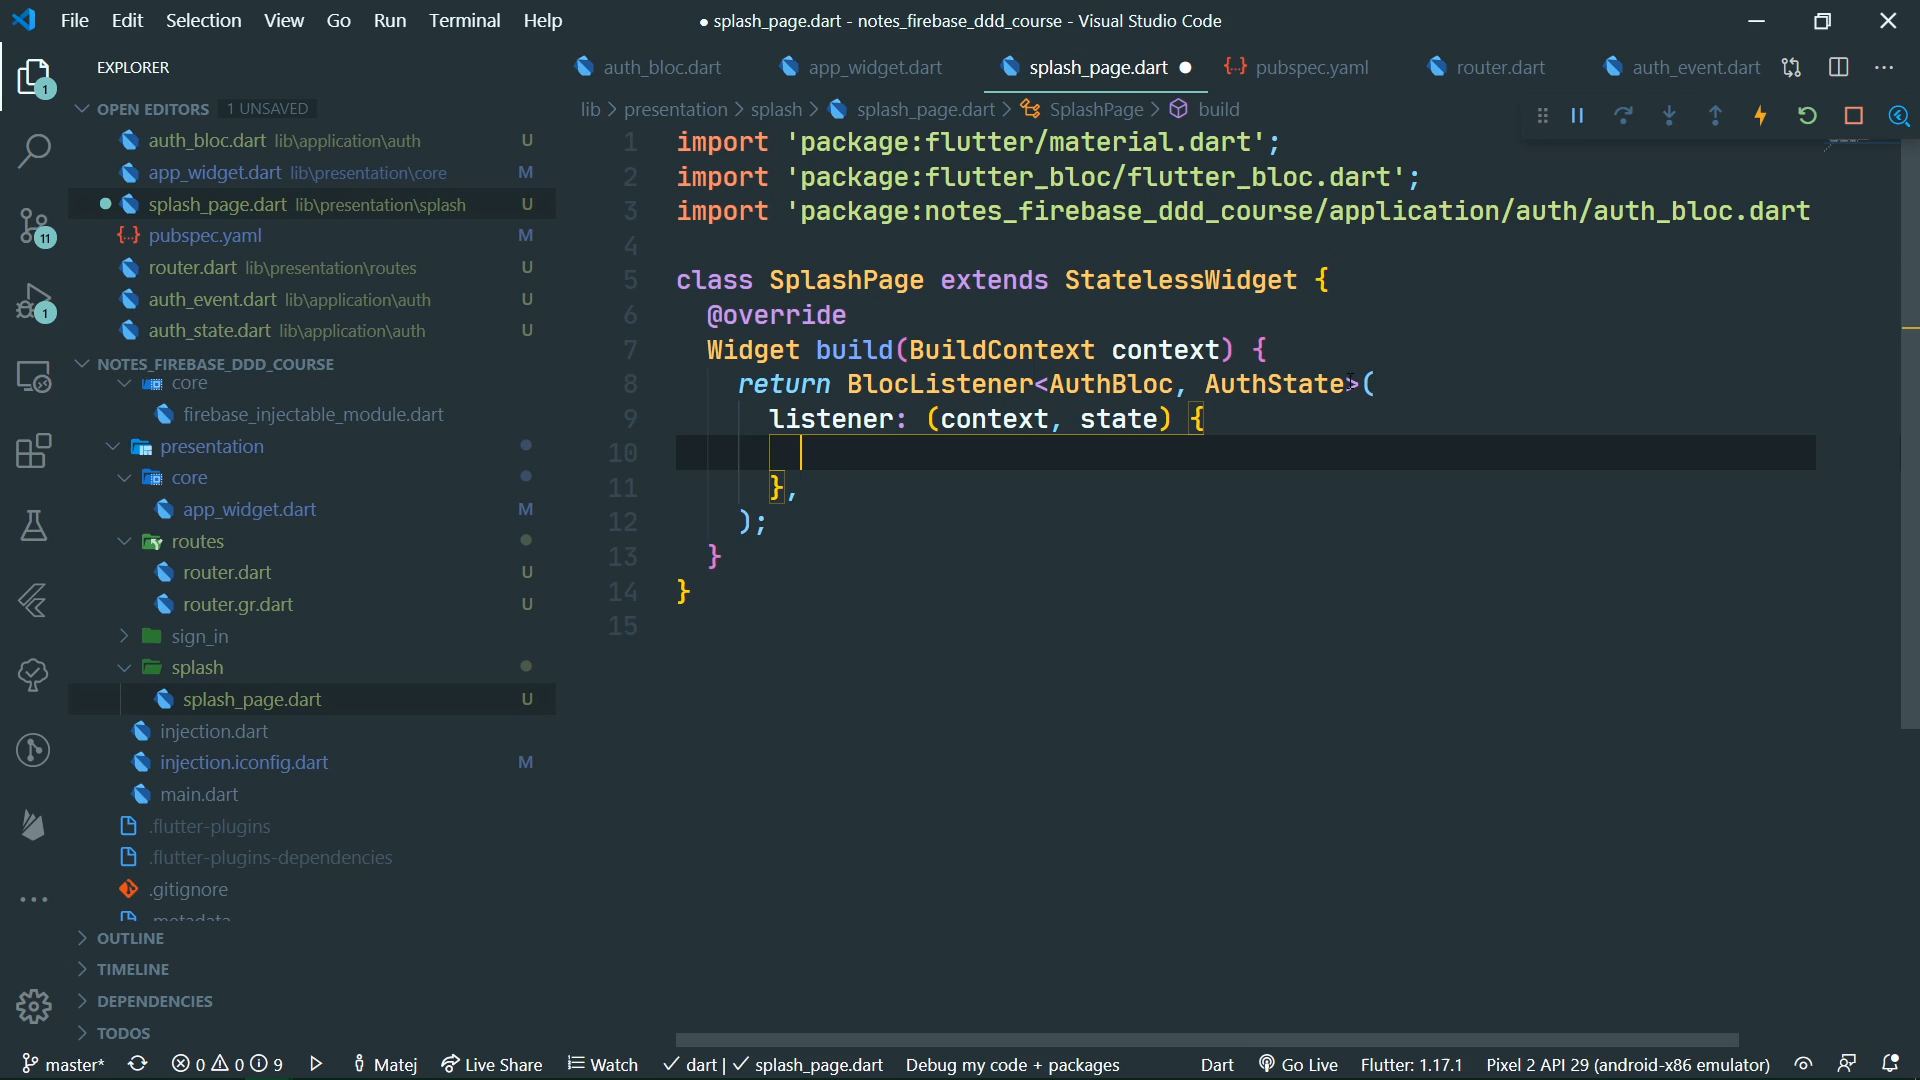 File Edit Selection View Go Run Terminal Help
● splash_page.dart - notes_firebase_ddd_course - Visual Studio Code
EXPLORER
OPEN EDITORS 1 UNSAVED
auth_bloc.dart lib\application\auth U
app_widget.dart lib\presentation\core M
splash_page.dart lib\presentation\splash U
pubspec.yaml M
router.dart lib\presentation\routes U
auth_event.dart lib\application\auth U
auth_state.dart lib\application\auth U
NOTES_FIREBASE_DDD_COURSE
core
firebase_injectable_module.dart
presentation
core
app_widget.dart M
routes
router.dart U
router.gr.dart U
sign_in
splash
splash_page.dart U
injection.dart
injection.iconfig.dart M
main.dart
.flutter-plugins
.flutter-plugins-dependencies
.gitignore
.metadata
OUTLINE
TIMELINE
DEPENDENCIES
TODOS
1
11
1
auth_bloc.dart app_widget.dart splash_page.dart pubspec.yaml router.dart auth_event.dart
lib > presentation > splash > splash_page.dart > SplashPage > build
1 import 'package:flutter/material.dart';
2 import 'package:flutter_bloc/flutter_bloc.dart';
3 import 'package:notes_firebase_ddd_course/application/auth/auth_bloc.dart
4
5 class SplashPage extends StatelessWidget {
6 @override
7 Widget build(BuildContext context) {
8 return BlocListener<AuthBloc, AuthState>(
9 listener: (context, state) {
10
11 },
12 );
13 }
14 }
15
master* 0 0 9 Matej Live Share Watch dart | splash_page.dart Debug my code + packages Dart Go Live Flutter: 1.17.1 Pixel 2 API 29 (android-x86 emulator)